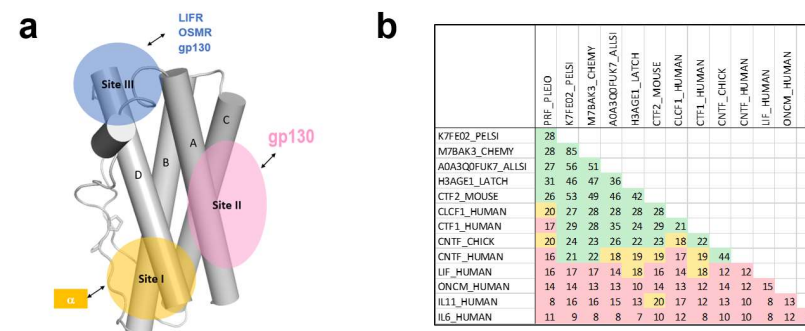 a
LIFR
OSMR
gp130
Site III
gp130
C
A
B
D
Site II
Site I
α
b
PRF_PLEJO K7FE02_PELSI M7BAK3_CHEMY A0A3Q0FUK7_ALLSI H3AGE1_LATCH CTF2_MOUSE CLCF1_HUMAN CTF1_HUMAN CNTF_CHICK CNTF_HUMAN LIF_HUMAN ONCM_HUMAN
K7FE02_PELSI 28
M7BAK3_CHEMY 28 85
A0A3Q0FUK7_ALLSI 27 56 51
H3AGE1_LATCH 31 46 47 36
CTF2_MOUSE 26 53 49 46 42
CLCF1_HUMAN 20 27 28 28 28 28
CTF1_HUMAN 17 29 28 35 24 29 21
CNTF_CHICK 20 24 23 26 22 23 18 22
CNTF_HUMAN 16 21 22 18 19 19 17 19 44
LIF_HUMAN 16 17 17 14 18 16 14 18 12 12
ONCM_HUMAN 14 14 13 13 10 14 13 12 14 12 15
IL11_HUMAN 8 16 16 15 13 20 17 12 13 10 8 13
IL6_HUMAN 11 9 8 8 7 10 12 8 10 10 8 12